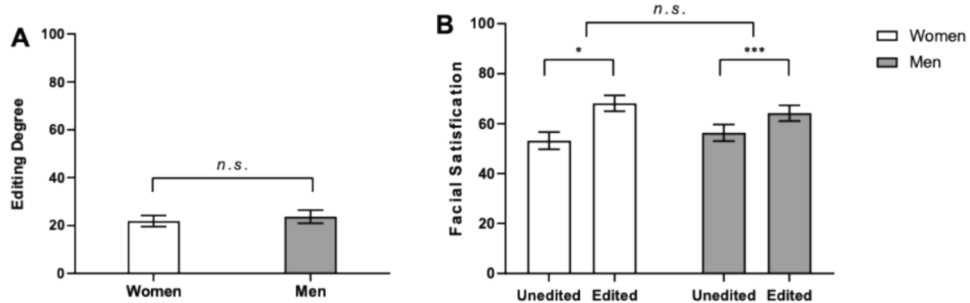 A
Editing Degree
100
80
60
40
20
0
n.s.
Women
Men
B
Facial Satisfication
100
80
60
40
20
0
n.s.
*
***
Unedited
Edited
Unedited
Edited
Women
Men